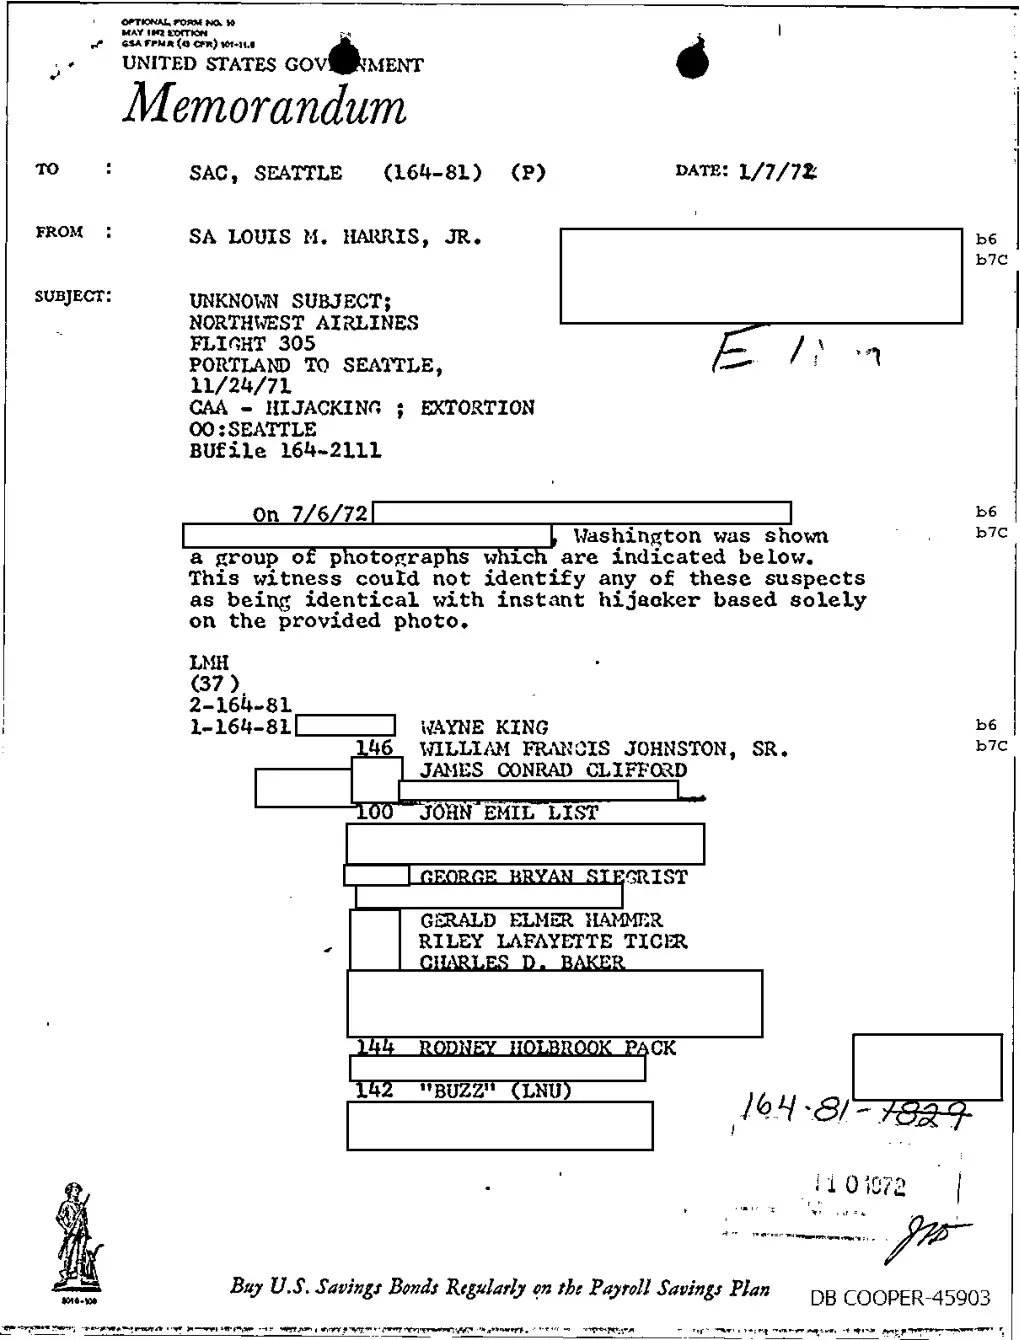 OPTIONAL FORM NO. 10
MAY 1962 EDITION
GSA FPMR (41 CFR) 101-11.6
UNITED STATES GOVERNMENT
Memorandum
TO : SAC, SEATTLE (164-81) (P) DATE: 1/7/72
FROM : SA LOUIS M. HARRIS, JR.
b6
b7C
SUBJECT: UNKNOWN SUBJECT;
NORTHWEST AIRLINES
FLIGHT 305
PORTLAND TO SEATTLE,
11/24/71
CAA - HIJACKING ; EXTORTION
OO:SEATTLE
BUfile 164-2111
Elim
On 7/6/72 b6
, Washington was shown b7C
a group of photographs which are indicated below.
This witness could not identify any of these suspects
as being identical with instant hijacker based solely
on the provided photo.
LMH
(37)
2-164-81
1-164-81 WAYNE KING b6
146 WILLIAM FRANCIS JOHNSTON, SR. b7C
JAMES CONRAD CLIFFORD
100 JOHN EMIL LIST
GEORGE BRYAN SIEGRIST
GERALD ELMER HAMMER
RILEY LAFAYETTE TICER
CHARLES D. BAKER
144 RODNEY HOLBROOK PACK
142 "BUZZ" (LNU)
164-81-1829
10 1972
Buy U.S. Savings Bonds Regularly on the Payroll Savings Plan
DB COOPER-45903